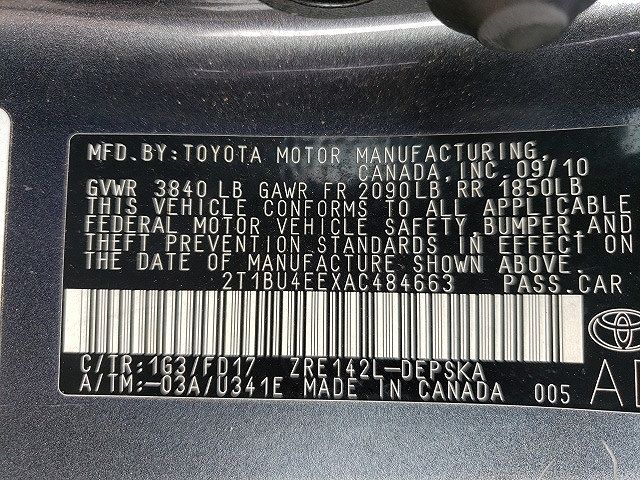 MFD.BY:TOYOTA MOTOR MANUFACTURING,
CANADA, INC. 09/10
GVWR 3840 LB GAWR FR 2090LB RR 1850LB
THIS VEHICLE CONFORMS TO ALL APPLICABLE
FEDERAL MOTOR VEHICLE SAFETY,BUMPER,AND
THEFT PREVENTION STANDARDS IN EFFECT ON
THE DATE OF MANUFACTURE SHOWN ABOVE.
2T1BU4EEXAC484663 PASS.CAR
C/TR:1G3/FD17 ZRE142L-DEPSKA
A/TM:-03A/U341E MADE IN CANADA 005